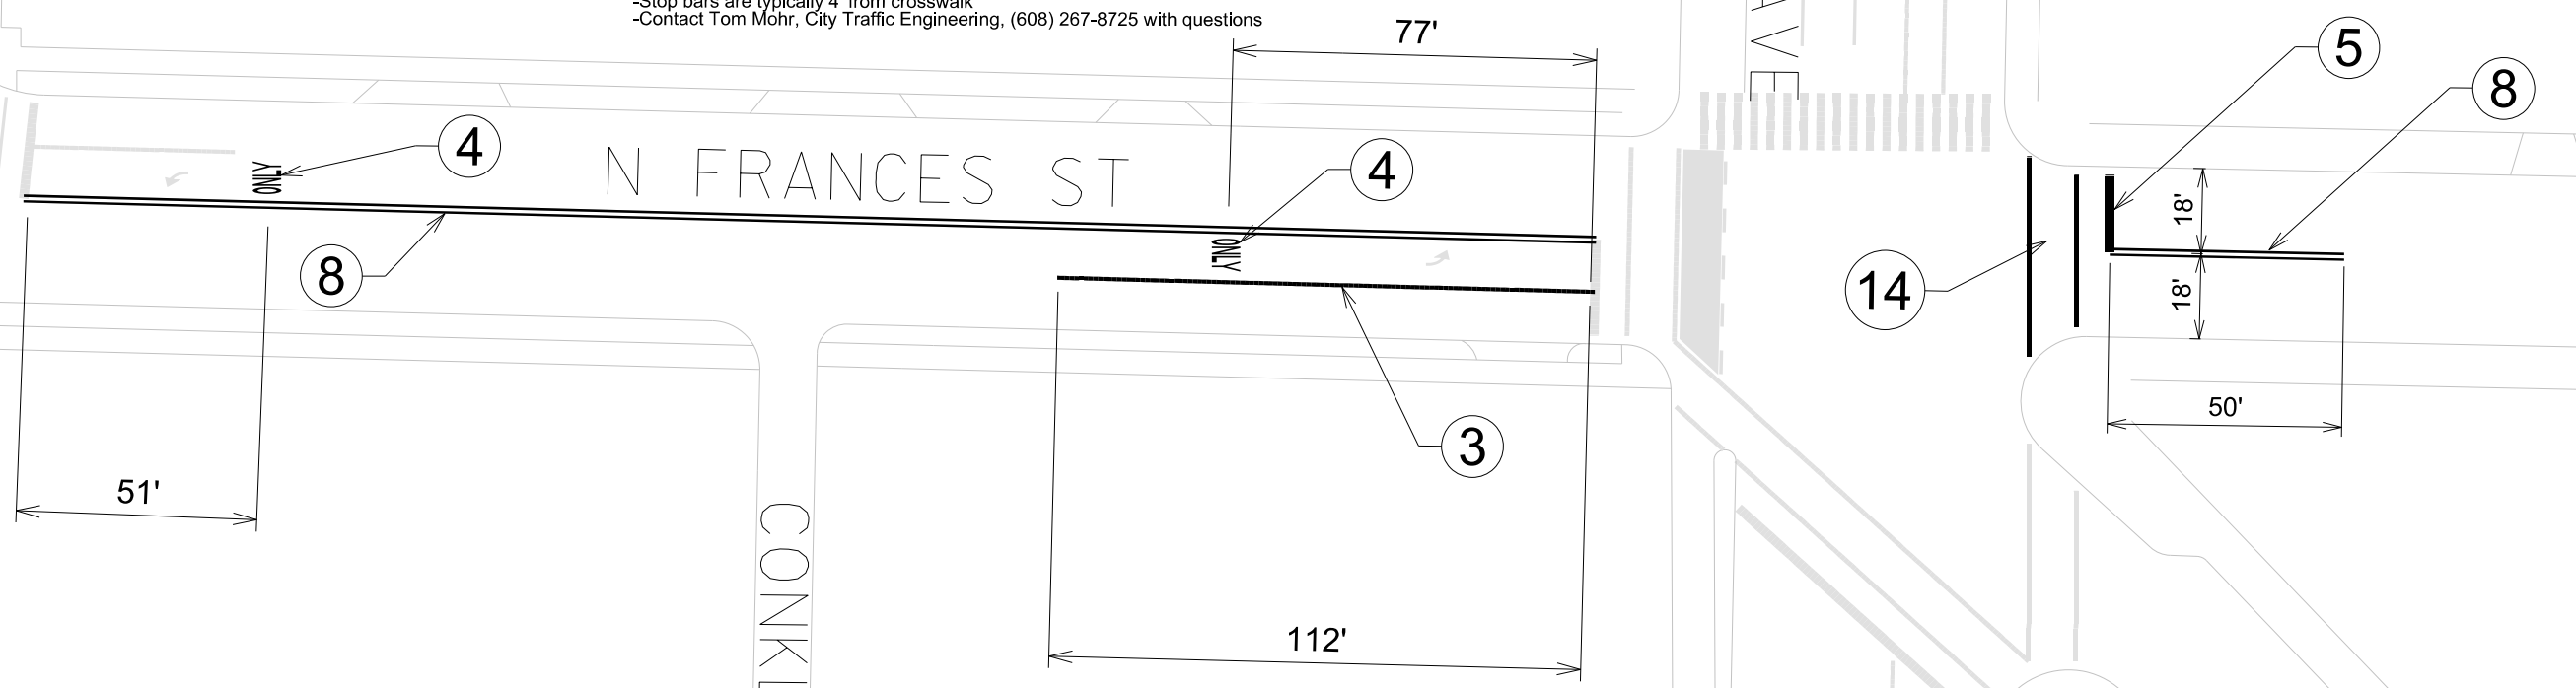 -Stop bars are typically 4' from crosswalk
-Contact Tom Mohr, City Traffic Engineering, (608) 267-8725 with questions
77'
AVE
5
8
4
4
N FRANCES ST
ONLY
ONLY
18'
18'
8
14
50'
3
51'
112'
CONKL